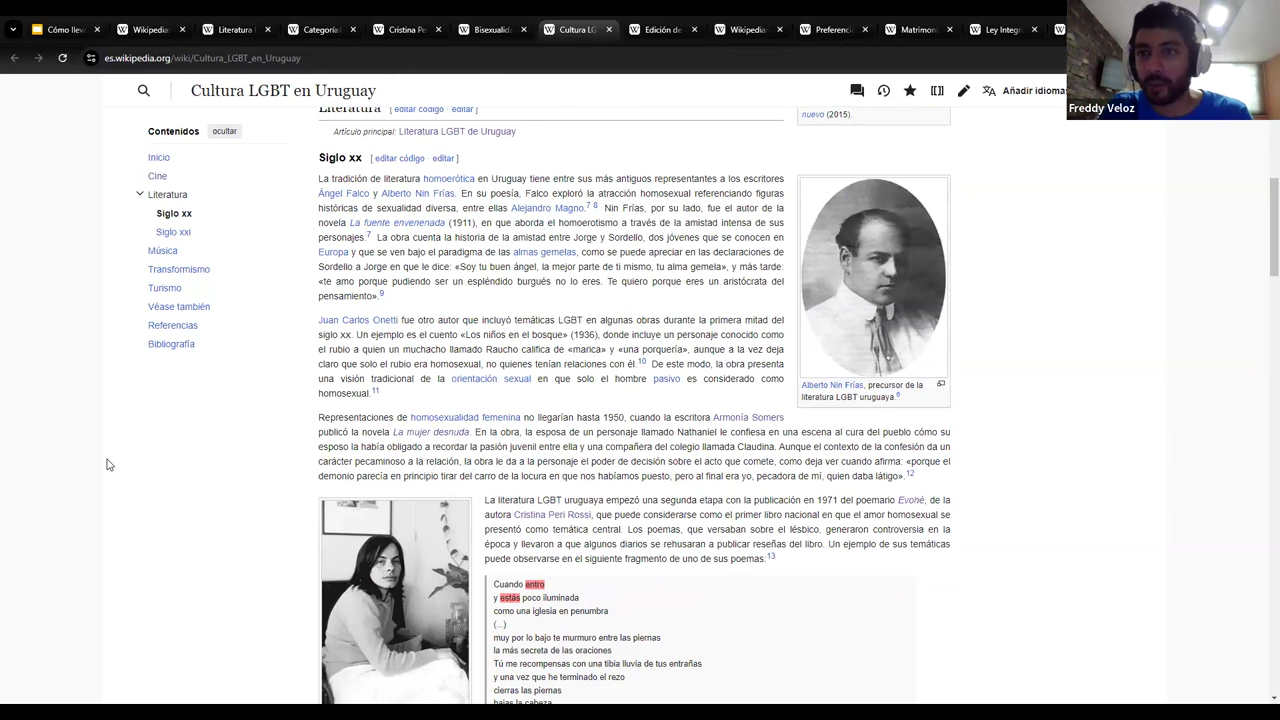 Cómo llev
Wikipedia:
Literatura l
Categoría:
Cristina Pe
Bisexualida
Cultura LG
Edición de
Wikipedia:
Preferenci
Matrimoni
Ley Integr
es.wikipedia.org/wiki/Cultura_LGBT_en_Uruguay
Freddy Veloz
Cultura LGBT en Uruguay
Añadir idiomas
Contenidos
ocultar
Inicio
Cine
Literatura
Siglo xx
Siglo xxi
Música
Transformismo
Turismo
Véase también
Referencias
Bibliografía
Literatura [ editar código · editar ]
Artículo principal: Literatura LGBT de Uruguay
Siglo xx [ editar código · editar ]
La tradición de literatura homoerótica en Uruguay tiene entre sus más antiguos representantes a los escritores
Ángel Falco y Alberto Nin Frías. En su poesía, Falco exploró la atracción homosexual referenciando figuras
históricas de sexualidad diversa, entre ellas Alejandro Magno.7 8 Nin Frías, por su lado, fue el autor de la
novela La fuente envenenada (1911), en que aborda el homoerotismo a través de la amistad intensa de sus
personajes.7 La obra cuenta la historia de la amistad entre Jorge y Sordello, dos jóvenes que se conocen en
Europa y que se ven bajo el paradigma de las almas gemelas, como se puede apreciar en las declaraciones de
Sordello a Jorge en que le dice: «Soy tu buen ángel, la mejor parte de ti mismo, tu alma gemela», y más tarde:
«te amo porque pudiendo ser un espléndido burgués no lo eres. Te quiero porque eres un aristócrata del
pensamiento».9
Juan Carlos Onetti fue otro autor que incluyó temáticas LGBT en algunas obras durante la primera mitad del
siglo xx. Un ejemplo es el cuento «Los niños en el bosque» (1936), donde incluye un personaje conocido como
el rubio a quien un muchacho llamado Raucho califica de «marica» y «una porquería», aunque a la vez deja
claro que solo el rubio era homosexual, no quienes tenían relaciones con él.10 De este modo, la obra presenta
una visión tradicional de la orientación sexual en que solo el hombre pasivo es considerado como
homosexual.11
Representaciones de homosexualidad femenina no llegarían hasta 1950, cuando la escritora Armonía Somers
publicó la novela La mujer desnuda. En la obra, la esposa de un personaje llamado Nathaniel le confiesa en una escena al cura del pueblo cómo su
esposo la había obligado a recordar la pasión juvenil entre ella y una compañera del colegio llamada Claudina. Aunque el contexto de la confesión da un
carácter pecaminoso a la relación, la obra le da a la personaje el poder de decisión sobre el acto que comete, como deja ver cuando afirma: «porque el
demonio parecía en principio tirar del carro de la locura en que nos habíamos puesto, pero al final era yo, pecadora de mí, quien daba látigo».12
La literatura LGBT uruguaya empezó una segunda etapa con la publicación en 1971 del poemario Evohé, de la
autora Cristina Peri Rossi, que puede considerarse como el primer libro nacional en que el amor homosexual se
presentó como temática central. Los poemas, que versaban sobre el lésbico, generaron controversia en la
época y llevaron a que algunos diarios se rehusaran a publicar reseñas del libro. Un ejemplo de sus temáticas
puede observarse en el siguiente fragmento de uno de sus poemas:13
Cuando entro
y estás poco iluminada
como una iglesia en penumbra
(...)
muy por lo bajo te murmuro entre las piernas
la más secreta de las oraciones
Tú me recompensas con una tibia lluvia de tus entrañas
y una vez que he terminado el rezo
cierras las piernas
bajas la cabeza
nuevo (2015).
Alberto Nin Frías, precursor de la
literatura LGBT uruguaya.6